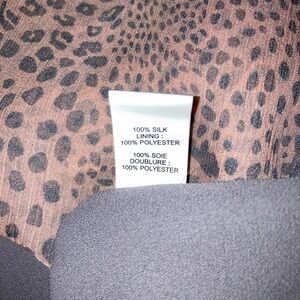 100% SILK
LINING :
100% POLYESTER
100% SOIE
DOUBLURE :
100% POLYESTER